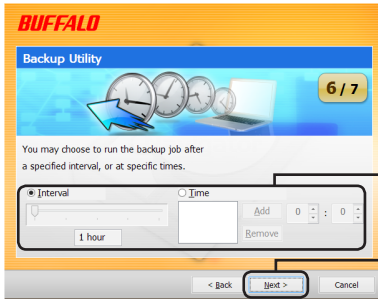 BUFFALO
Backup Utility
6 / 7
You may choose to run the backup job after
a specified interval, or at specific times.
Interval
Time
Add 0 : 0
1 hour
Remove
< Back Next > Cancel